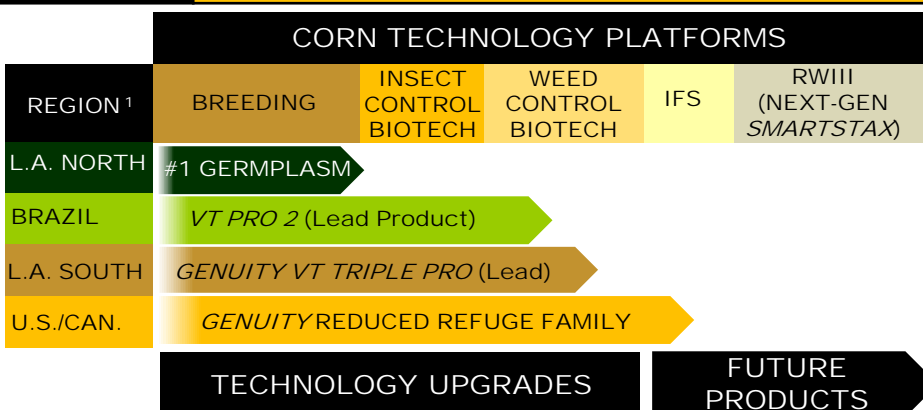 CORN TECHNOLOGY PLATFORMS
REGION ¹
BREEDING
INSECT
CONTROL
BIOTECH
WEED
CONTROL
BIOTECH
IFS
RWIII
(NEXT-GEN
SMARTSTAX)
L.A. NORTH
#1 GERMPLASM
BRAZIL
VT PRO 2 (Lead Product)
L.A. SOUTH
GENUITY VT TRIPLE PRO (Lead)
U.S./CAN.
GENUITY REDUCED REFUGE FAMILY
TECHNOLOGY UPGRADES
FUTURE
PRODUCTS